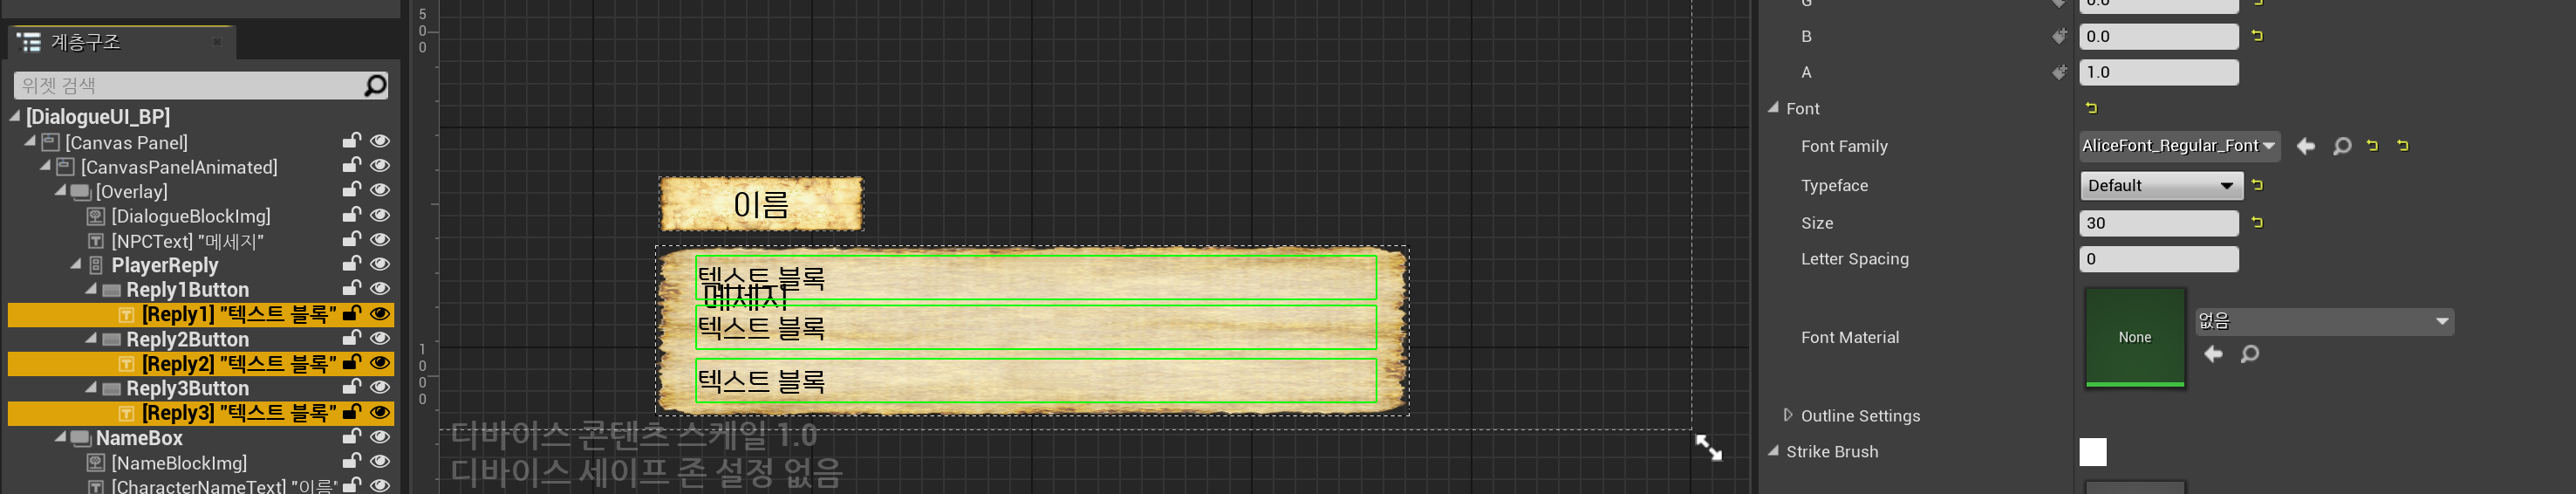 계층구조
위젯 검색
[DialogueUI_BP]
[Canvas Panel]
[CanvasPanelAnimated]
[Overlay]
[DialogueBlockImg]
[NPCText] "메세지"
PlayerReply
Reply1Button
[Reply1] "텍스트 블록"
Reply2Button
[Reply2] "텍스트 블록"
Reply3Button
[Reply3] "텍스트 블록"
NameBox
[NameBlockImg]
[CharacterNameText] "이름"
5
0
0
1
0
0
0
이름
텍스트 블록
메세지
텍스트 블록
텍스트 블록
디바이스 콘텐츠 스케일 1.0
디바이스 세이프 존 설정 없음
G 0.0
B 0.0
A 1.0
Font
Font Family AliceFont_Regular_Font
Typeface Default
Size 30
Letter Spacing 0
Font Material None 없음
Outline Settings
Strike Brush